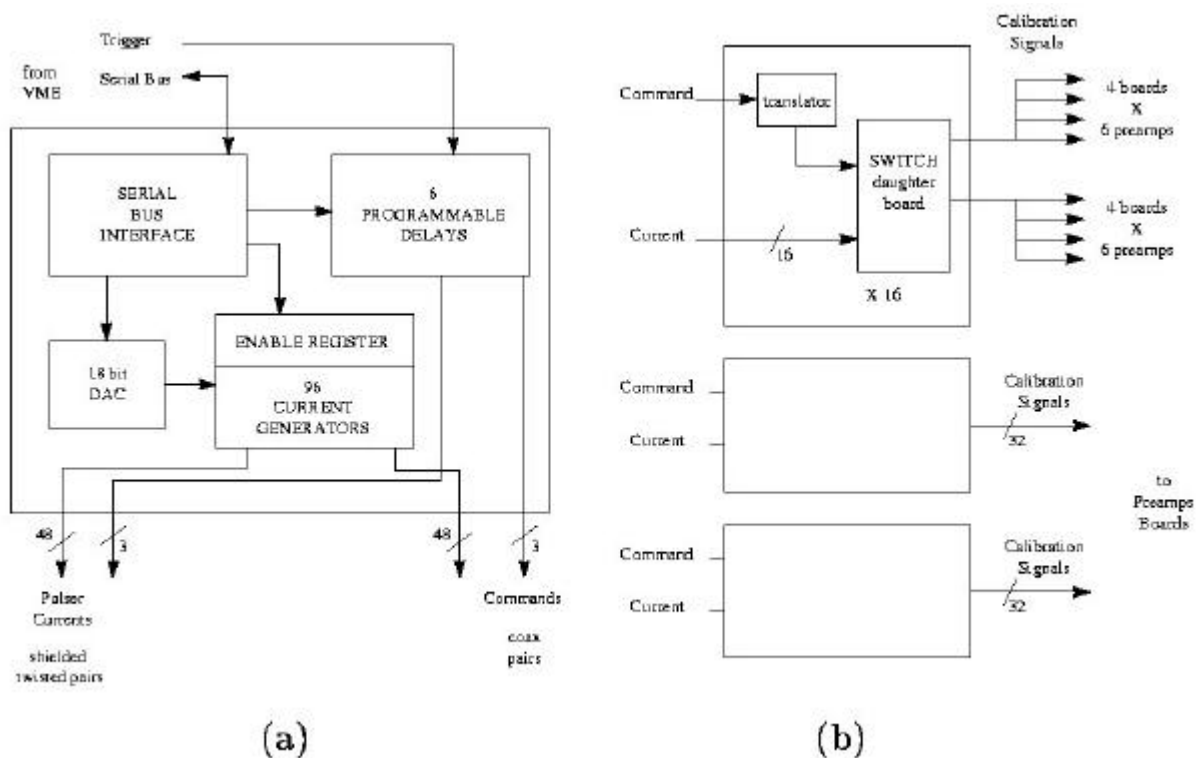 Trigger
from
VME
Serial Bus
SERIAL
BUS
INTERFACE
6
PROGRAMMABLE
DELAYS
ENABLE REGISTER
18 bit
DAC
96
CURRENT
GENERATORS
48
3
48
3
Pulser
Currents
shielded
twisted pairs
Commands
coax
pairs
(a)
Calibration
Signals
Command
translator
4 boards
X
6 preamps
SWITCH
daughter
board
Current
16
4 boards
X
6 preamps
X 16
Command
Current
Calibration
Signals
32
to
Preamps
Boards
Command
Current
Calibration
Signals
32
(b)